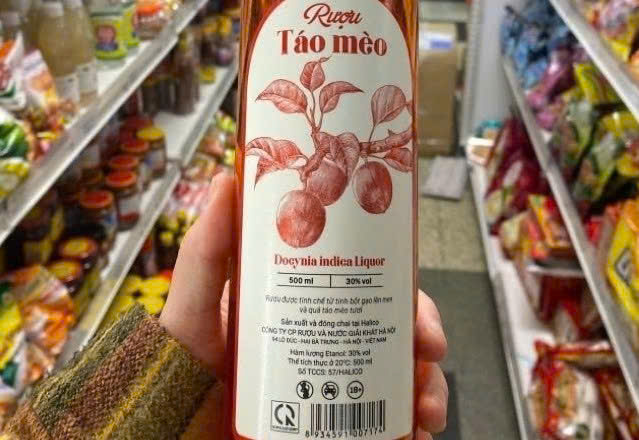 Rượu
Táo mèo
Docynia indica Liquor
500 ml 30% vol
Rượu được tinh chế từ tinh bột gạo lên men
và quả táo mèo tươi
Sản xuất và đóng chai tại Halico
CÔNG TY CP RƯỢU VÀ NƯỚC GIẢI KHÁT HÀ NỘI
94 LÒ ĐÚC - HAI BÀ TRƯNG - HÀ NỘI - VIỆT NAM
Hàm lượng Etanol: 30% vol
Thể tích thực ở 20°C: 500 ml
Số TCCS: 57/HALICO
18+
8 934591 007174